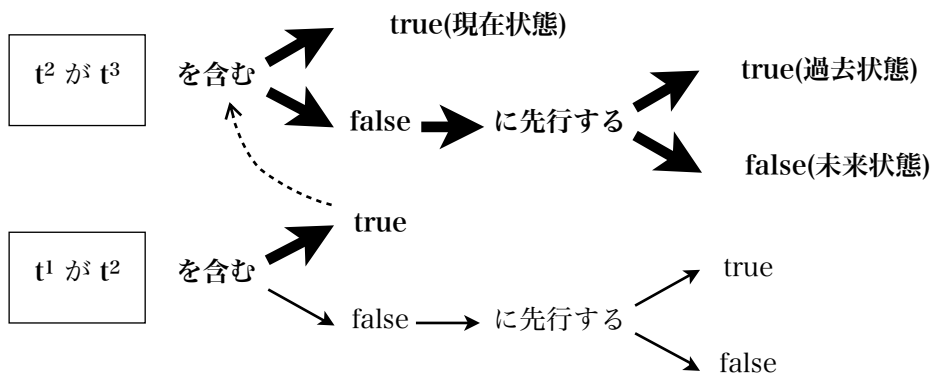 true(現在状態)
t² が t³ を含む
true(過去状態)
false に先行する
false(未来状態)
true
t¹ が t² を含む
true
false に先行する
false